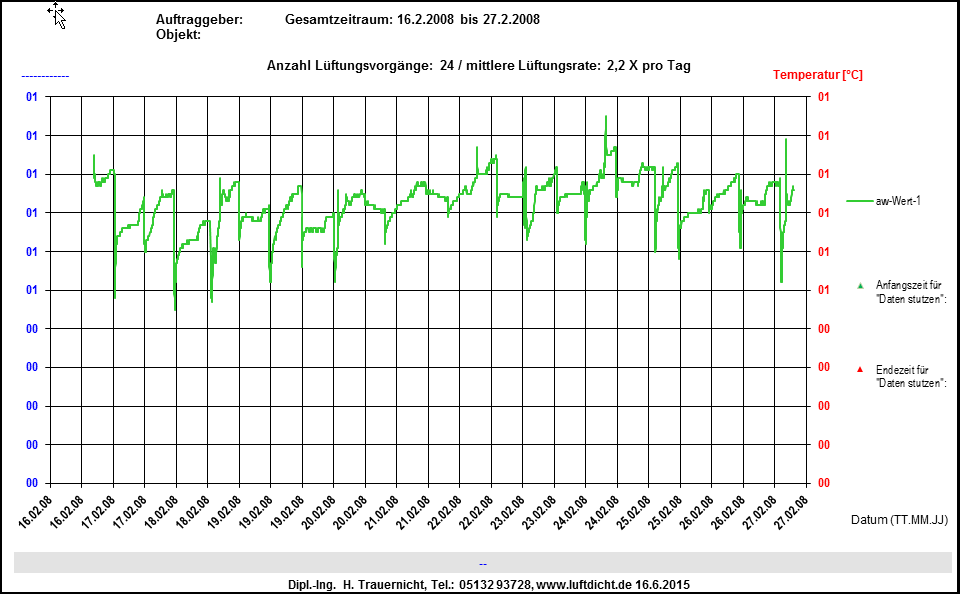 Auftraggeber: Gesamtzeitraum: 16.2.2008 bis 27.2.2008
Objekt:
Anzahl Lüftungsvorgänge: 24 / mittlere Lüftungsrate: 2,2 X pro Tag
------------ Temperatur [°C]
01 01
01 01
01 01
01 01
01 01
01 01
00 00
00 00
00 00
00 00
00 00
aw-Wert-1
Anfangszeit für
"Daten stutzen":
Endezeit für
"Daten stutzen":
16.02.08 16.02.08 17.02.08 17.02.08 18.02.08 18.02.08 19.02.08 19.02.08 19.02.08 20.02.08 20.02.08 21.02.08 21.02.08 22.02.08 22.02.08 23.02.08 23.02.08 24.02.08 24.02.08 25.02.08 25.02.08 26.02.08 26.02.08 27.02.08 27.02.08
Datum (TT.MM.JJ)
--
Dipl.-Ing. H. Trauernicht, Tel.: 05132 93728, www.luftdicht.de 16.6.2015